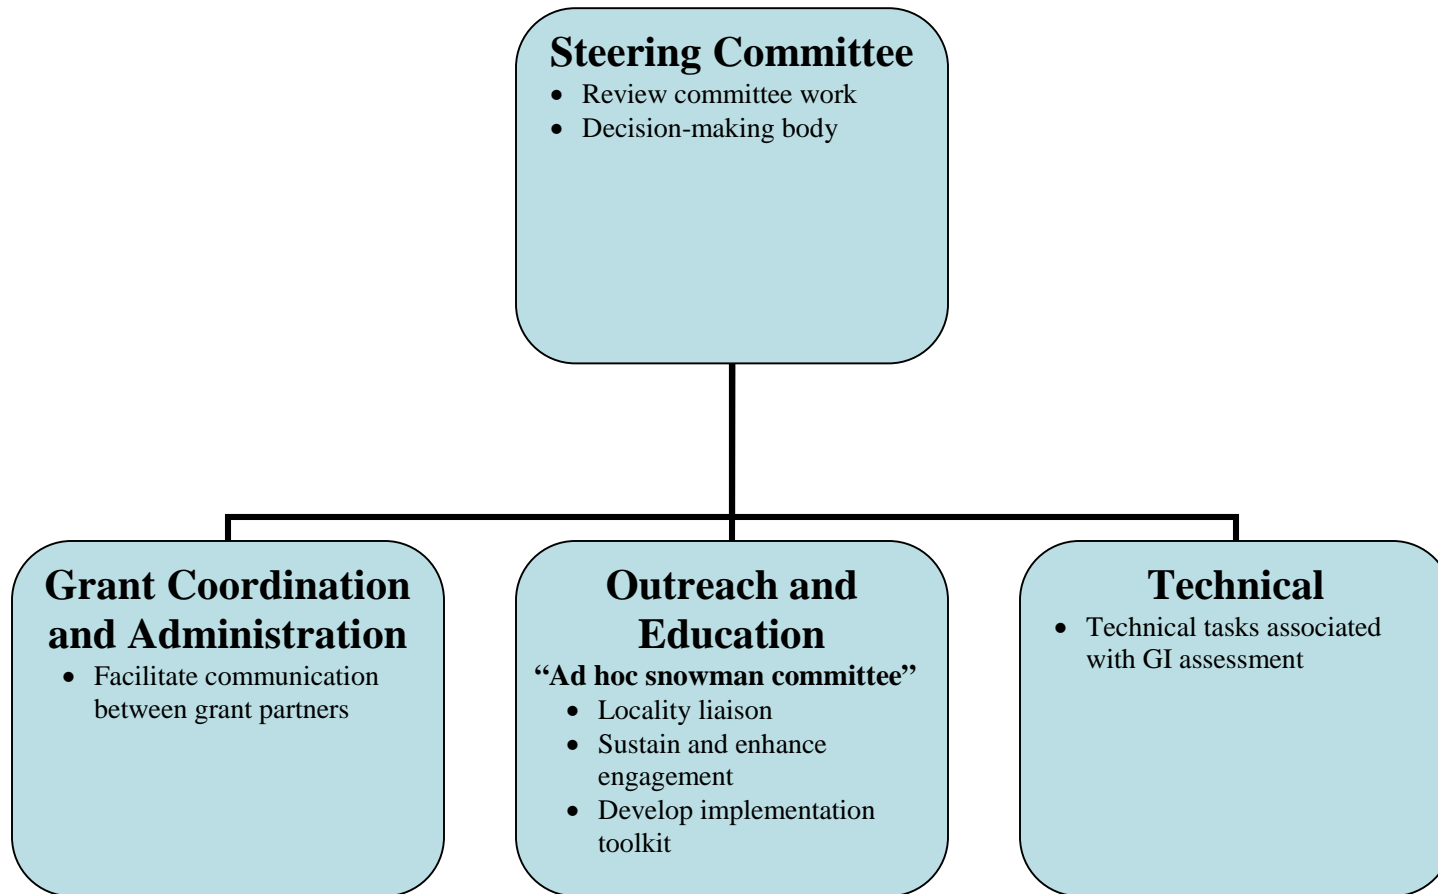 Steering Committee
• Review committee work
• Decision-making body
Grant Coordination
and Administration
• Facilitate communication
between grant partners
Outreach and
Education
“Ad hoc snowman committee”
• Locality liaison
• Sustain and enhance
engagement
• Develop implementation
toolkit
Technical
• Technical tasks associated
with GI assessment